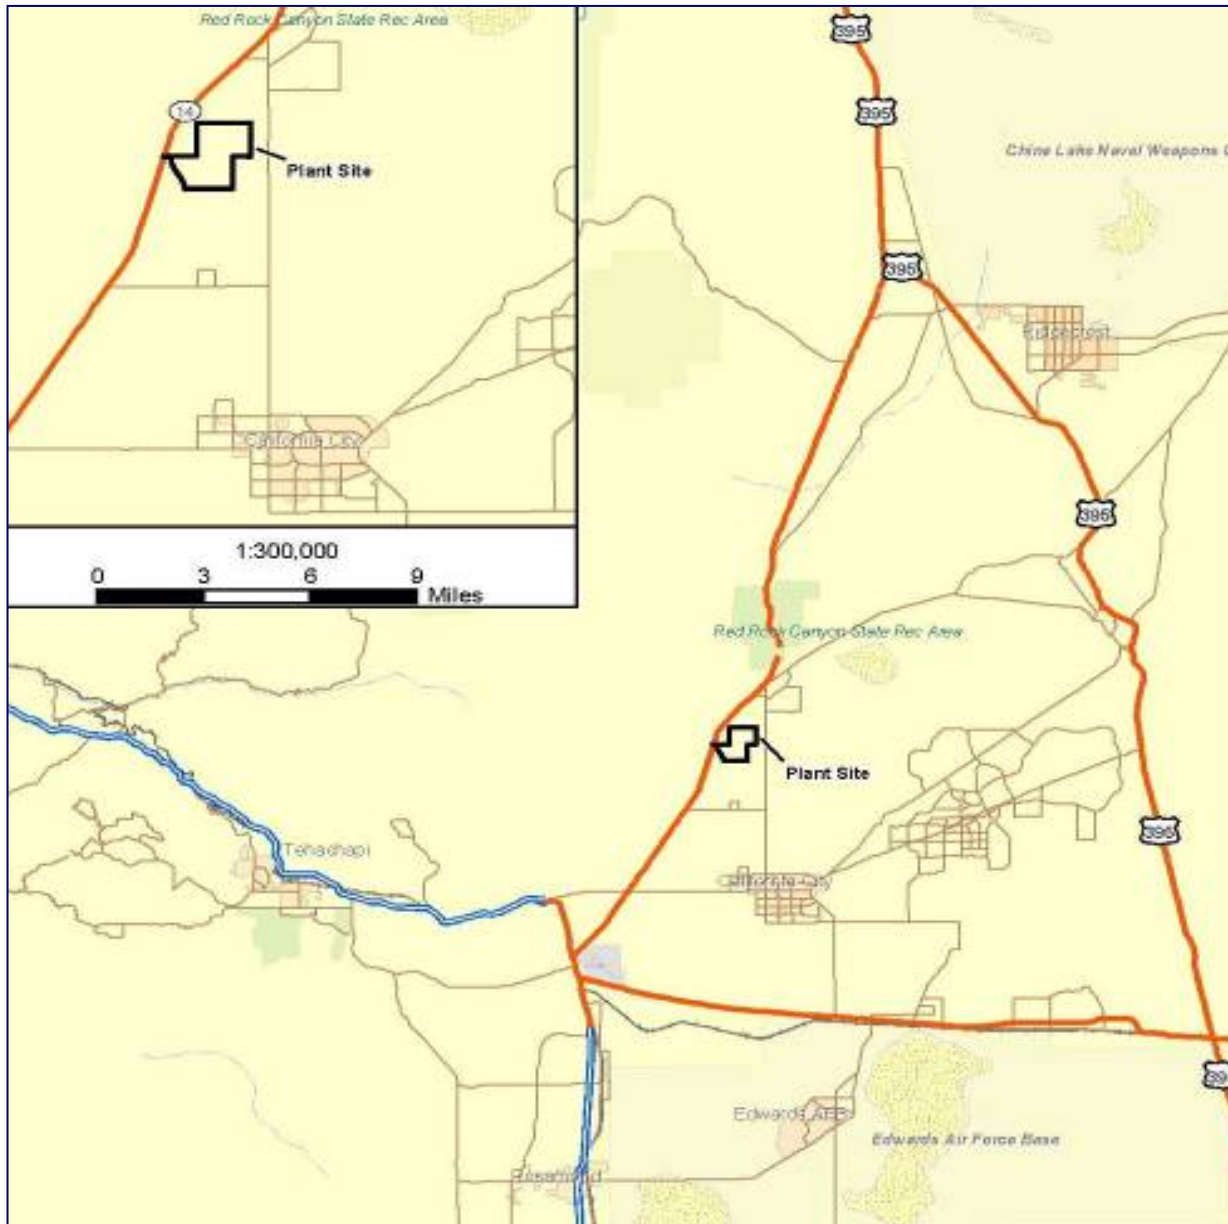 Red Rock Canyon State Rec Area
14
Plant Site
California City
1:300,000
0 3 6 9
Miles
395
395
China Lake Naval Weapons C
395
Ridgecrest
395
Red Rock Canyon State Rec Area
Plant Site
395
Tehachapi
California City
395
Edwards AFB
Edwards Air Force Base
Rosamond